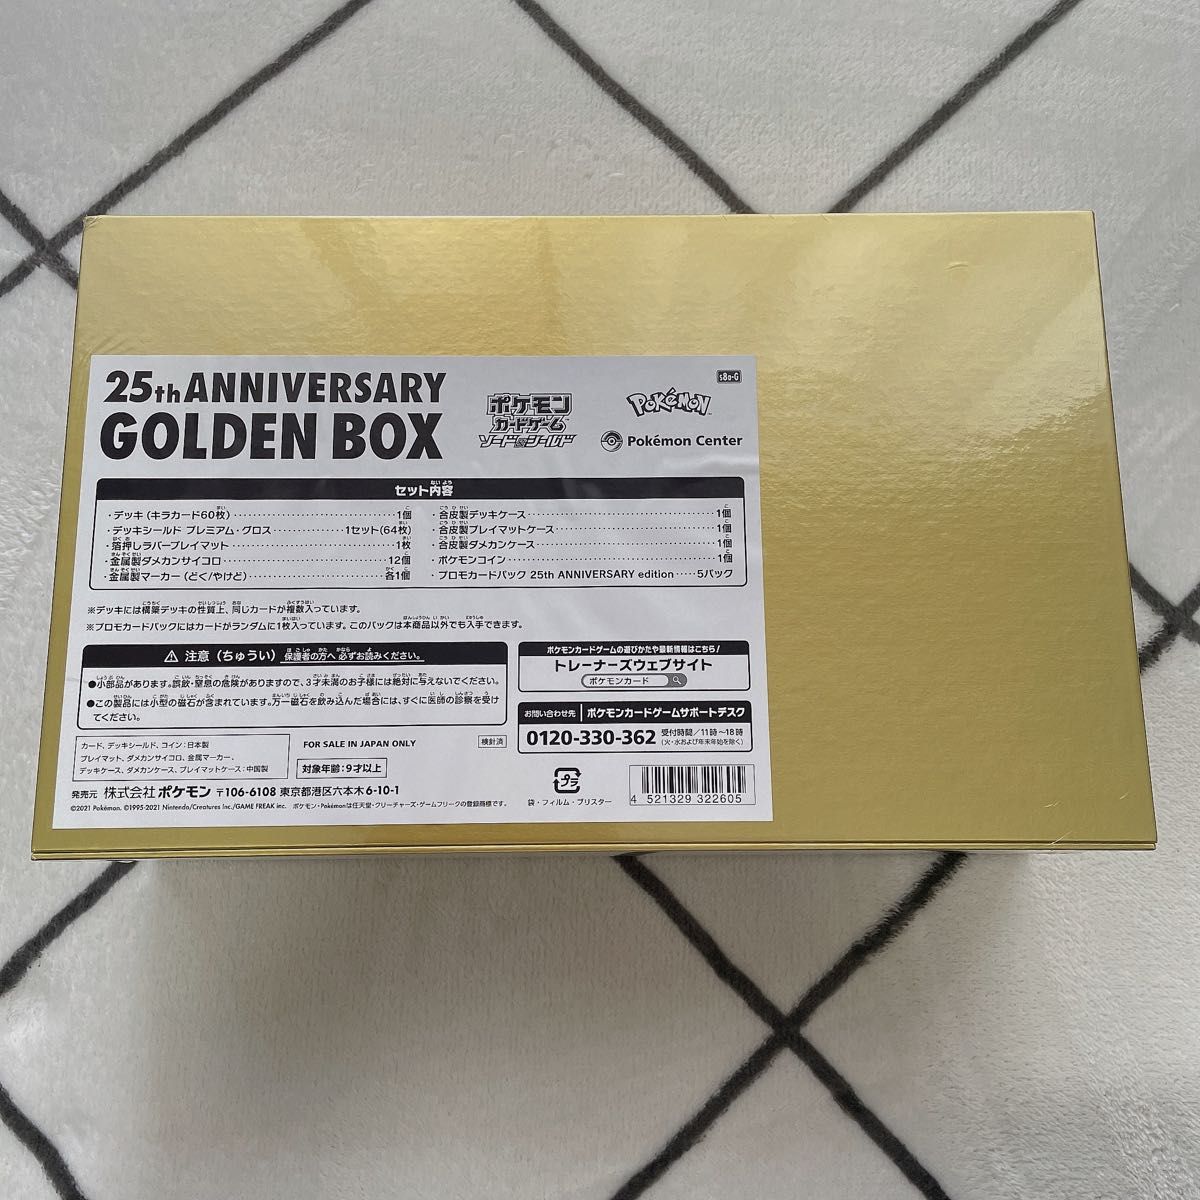 25th ANNIVERSARY
GOLDEN BOX
ポケモン
カードゲーム
ソード&シールド
s8a-G
POKéMON
Pokémon Center
セット内容
・デッキ(キラカード60枚)……1個
・デッキシールド プレミアム・グロス……1セット(64枚)
・箔押しラバープレイマット……1枚
・金属製ダメカンサイコロ……12個
・金属製マーカー(どく/やけど)……各1個
・合皮製デッキケース……1個
・合皮製プレイマットケース……1個
・合皮製ダメカンケース……1個
・ポケモンコイン……1個
・プロモカードパック 25th ANNIVERSARY edition……5パック
※デッキには構築デッキの性質上、同じカードが複数入っています。
※プロモカードパックにはカードがランダムに1枚入っています。このパックは本商品以外でも入手できます。
⚠ 注意(ちゅうい) 保護者の方へ 必ずお読みください。
●小部品があります。誤飲・窒息の危険がありますので、3才未満のお子様には絶対に与えないでください。
●この製品には小型の磁石が含まれています。万一磁石を飲み込んだ場合には、すぐに医師の診察を受け
てください。
カード、デッキシールド、コイン:日本製
プレイマット、ダメカンサイコロ、金属マーカー、
デッキケース、ダメカンケース、プレイマットケース:中国製
FOR SALE IN JAPAN ONLY
検針済
対象年齢:9才以上
発売元 株式会社ポケモン 〒106-6108 東京都港区六本木6-10-1
©2021 Pokémon. ©1995-2021 Nintendo/Creatures Inc./GAME FREAK inc. ポケモン・Pokémonは任天堂・クリーチャーズ・ゲームフリークの登録商標です。
ポケモンカードゲームの遊びかたや最新情報はこちら!
トレーナーズウェブサイト
ポケモンカード
お問い合わせ先 ポケモンカードゲームサポートデスク
0120-330-362 受付時間/11時〜18時
(火・水および年末年始を除く)
プラ
袋・フィルム・ブリスター
4 521329 322605